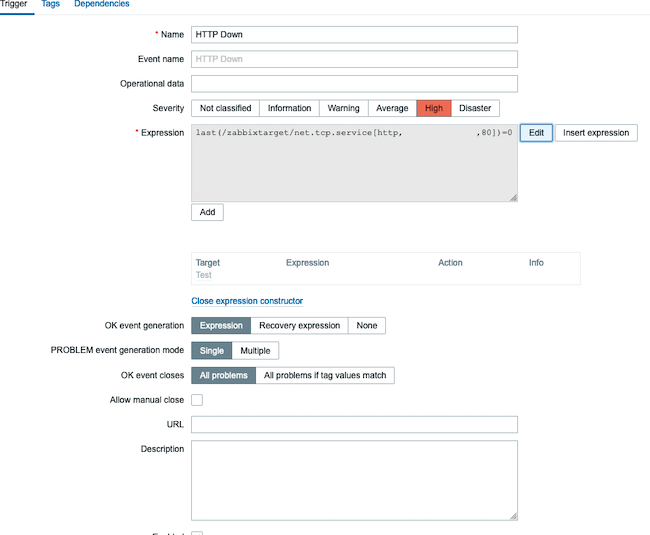 Trigger Tags Dependencies
* Name HTTP Down
Event name HTTP Down
Operational data
Severity Not classified Information Warning Average High Disaster
* Expression last(/zabbixtarget/net.tcp.service[http, ,80])=0 Edit Insert expression
Add
Target Expression Action Info
Test
Close expression constructor
OK event generation Expression Recovery expression None
PROBLEM event generation mode Single Multiple
OK event closes All problems All problems if tag values match
Allow manual close
URL
Description